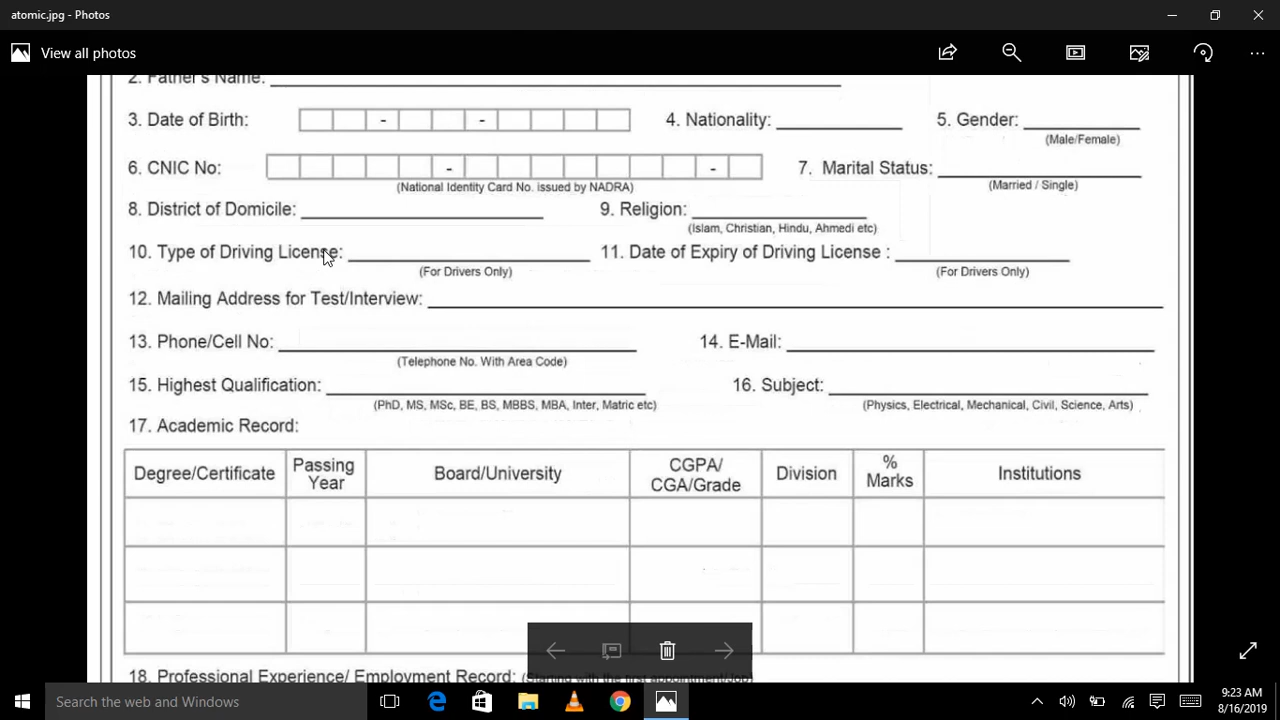 atomic.jpg - Photos
View all photos
2. Father's Name:
3. Date of Birth: - - 4. Nationality: 5. Gender:
(Male/Female)
6. CNIC No: - - 7. Marital Status:
(National Identity Card No. issued by NADRA) (Married / Single)
8. District of Domicile: 9. Religion:
(Islam, Christian, Hindu, Ahmedi etc)
10. Type of Driving License: 11. Date of Expiry of Driving License :
(For Drivers Only) (For Drivers Only)
12. Mailing Address for Test/Interview:
13. Phone/Cell No: 14. E-Mail:
(Telephone No. With Area Code)
15. Highest Qualification: 16. Subject:
(PhD, MS, MSc, BE, BS, MBBS, MBA, Inter, Matric etc) (Physics, Electrical, Mechanical, Civil, Science, Arts)
17. Academic Record:
Degree/Certificate Passing Year Board/University CGPA/ CGA/Grade Division % Marks Institutions
18. Professional Experience/ Employment Record: (Starting with the first appointment/Job)
Search the web and Windows
9:23 AM
8/16/2019